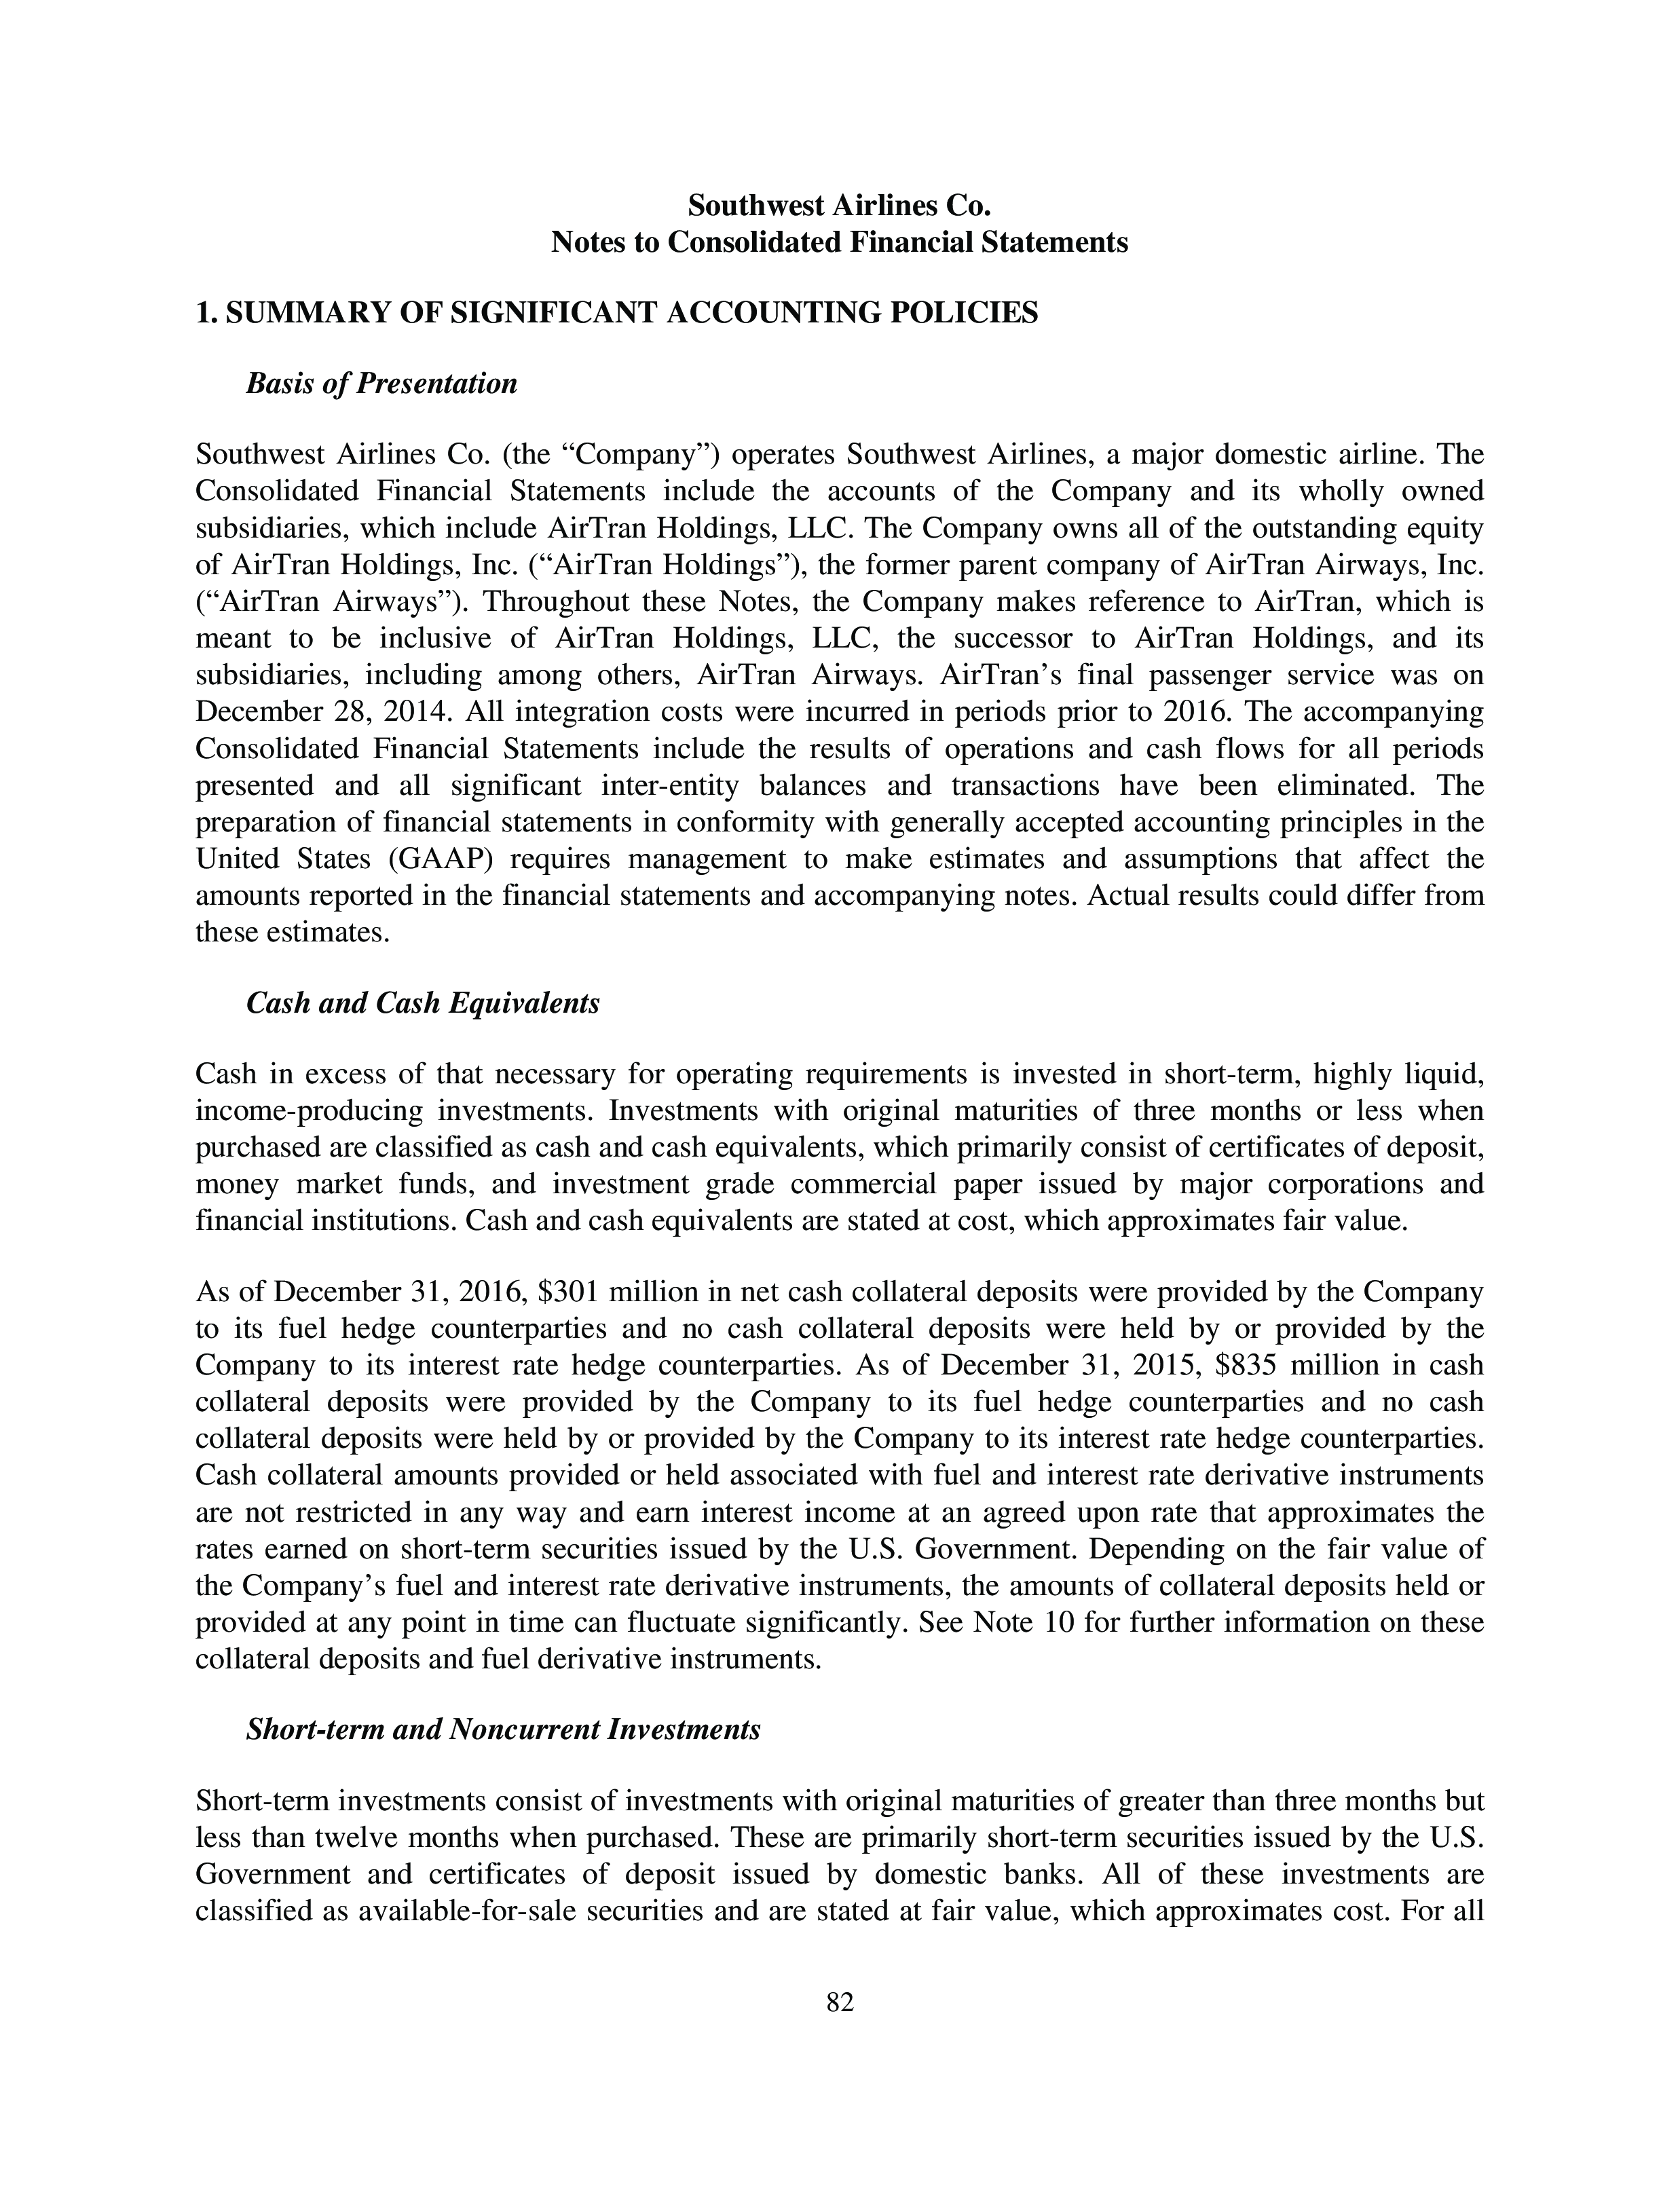 Southwest Airlines Co.
Notes to Consolidated Financial Statements
1. SUMMARY OF SIGNIFICANT ACCOUNTING POLICIES
Basis of Presentation
Southwest Airlines Co. (the “Company”) operates Southwest Airlines, a major domestic airline. The
Consolidated Financial Statements include the accounts of the Company and its wholly owned
subsidiaries, which include AirTran Holdings, LLC. The Company owns all of the outstanding equity
of AirTran Holdings, Inc. (“AirTran Holdings”), the former parent company of AirTran Airways, Inc.
(“AirTran Airways”). Throughout these Notes, the Company makes reference to AirTran, which is
meant to be inclusive of AirTran Holdings, LLC, the successor to AirTran Holdings, and its
subsidiaries, including among others, AirTran Airways. AirTran’s final passenger service was on
December 28, 2014. All integration costs were incurred in periods prior to 2016. The accompanying
Consolidated Financial Statements include the results of operations and cash flows for all periods
presented and all significant inter-entity balances and transactions have been eliminated. The
preparation of financial statements in conformity with generally accepted accounting principles in the
United States (GAAP) requires management to make estimates and assumptions that affect the
amounts reported in the financial statements and accompanying notes. Actual results could differ from
these estimates.
Cash and Cash Equivalents
Cash in excess of that necessary for operating requirements is invested in short-term, highly liquid,
income-producing investments. Investments with original maturities of three months or less when
purchased are classified as cash and cash equivalents, which primarily consist of certificates of deposit,
money market funds, and investment grade commercial paper issued by major corporations and
financial institutions. Cash and cash equivalents are stated at cost, which approximates fair value.
As of December 31, 2016, $301 million in net cash collateral deposits were provided by the Company
to its fuel hedge counterparties and no cash collateral deposits were held by or provided by the
Company to its interest rate hedge counterparties. As of December 31, 2015, $835 million in cash
collateral deposits were provided by the Company to its fuel hedge counterparties and no cash
collateral deposits were held by or provided by the Company to its interest rate hedge counterparties.
Cash collateral amounts provided or held associated with fuel and interest rate derivative instruments
are not restricted in any way and earn interest income at an agreed upon rate that approximates the
rates earned on short-term securities issued by the U.S. Government. Depending on the fair value of
the Company’s fuel and interest rate derivative instruments, the amounts of collateral deposits held or
provided at any point in time can fluctuate significantly. See Note 10 for further information on these
collateral deposits and fuel derivative instruments.
Short-term and Noncurrent Investments
Short-term investments consist of investments with original maturities of greater than three months but
less than twelve months when purchased. These are primarily short-term securities issued by the U.S.
Government and certificates of deposit issued by domestic banks. All of these investments are
classified as available-for-sale securities and are stated at fair value, which approximates cost. For all
82